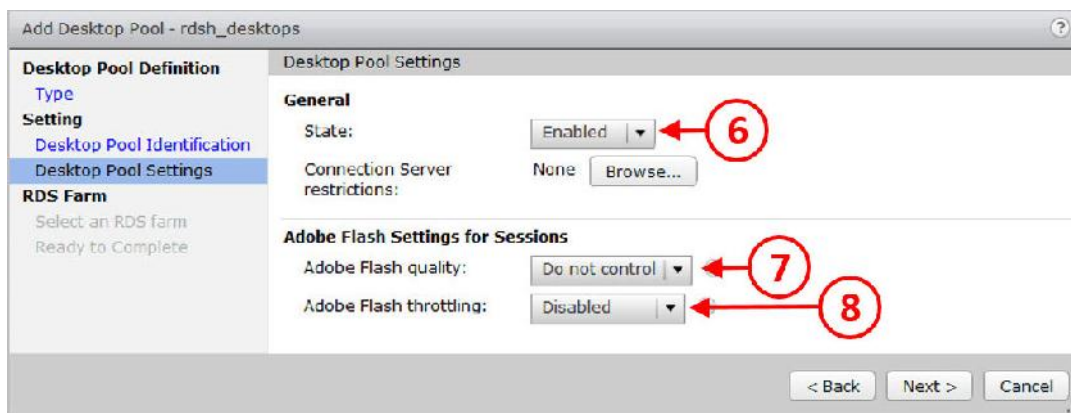 Add Desktop Pool - rdsh_desktops
?
Desktop Pool Definition
Type
Setting
Desktop Pool Identification
Desktop Pool Settings
RDS Farm
Select an RDS farm
Ready to Complete
Desktop Pool Settings
General
State: Enabled 6
Connection Server restrictions: None Browse...
Adobe Flash Settings for Sessions
Adobe Flash quality: Do not control 7
Adobe Flash throttling: Disabled 8
< Back Next > Cancel